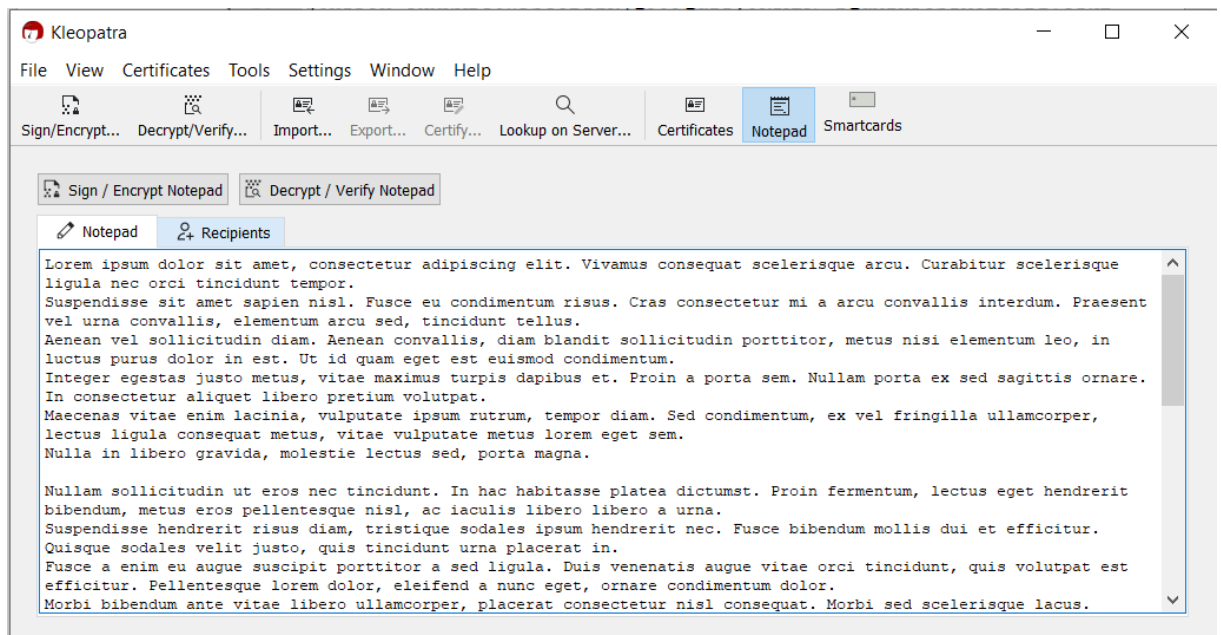 Kleopatra
File View Certificates Tools Settings Window Help
Sign/Encrypt... Decrypt/Verify... Import... Export... Certify... Lookup on Server... Certificates Notepad Smartcards
Sign / Encrypt Notepad Decrypt / Verify Notepad
Notepad Recipients
Lorem ipsum dolor sit amet, consectetur adipiscing elit. Vivamus consequat scelerisque arcu. Curabitur scelerisque
ligula nec orci tincidunt tempor.
Suspendisse sit amet sapien nisl. Fusce eu condimentum risus. Cras consectetur mi a arcu convallis interdum. Praesent
vel urna convallis, elementum arcu sed, tincidunt tellus.
Aenean vel sollicitudin diam. Aenean convallis, diam blandit sollicitudin porttitor, metus nisi elementum leo, in
luctus purus dolor in est. Ut id quam eget est euismod condimentum.
Integer egestas justo metus, vitae maximus turpis dapibus et. Proin a porta sem. Nullam porta ex sed sagittis ornare.
In consectetur aliquet libero pretium volutpat.
Maecenas vitae enim lacinia, vulputate ipsum rutrum, tempor diam. Sed condimentum, ex vel fringilla ullamcorper,
lectus ligula consequat metus, vitae vulputate metus lorem eget sem.
Nulla in libero gravida, molestie lectus sed, porta magna.
Nullam sollicitudin ut eros nec tincidunt. In hac habitasse platea dictumst. Proin fermentum, lectus eget hendrerit
bibendum, metus eros pellentesque nisl, ac iaculis libero libero a urna.
Suspendisse hendrerit risus diam, tristique sodales ipsum hendrerit nec. Fusce bibendum mollis dui et efficitur.
Quisque sodales velit justo, quis tincidunt urna placerat in.
Fusce a enim eu augue suscipit porttitor a sed ligula. Duis venenatis augue vitae orci tincidunt, quis volutpat est
efficitur. Pellentesque lorem dolor, eleifend a nunc eget, ornare condimentum dolor.
Morbi bibendum ante vitae libero ullamcorper, placerat consectetur nisl consequat. Morbi sed scelerisque lacus.